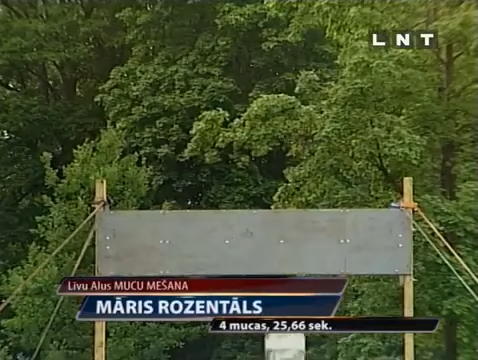 LNT
Līvu Alus MUCU MEŠANA
MĀRIS ROZENTĀLS
4 mucas, 25,66 sek.